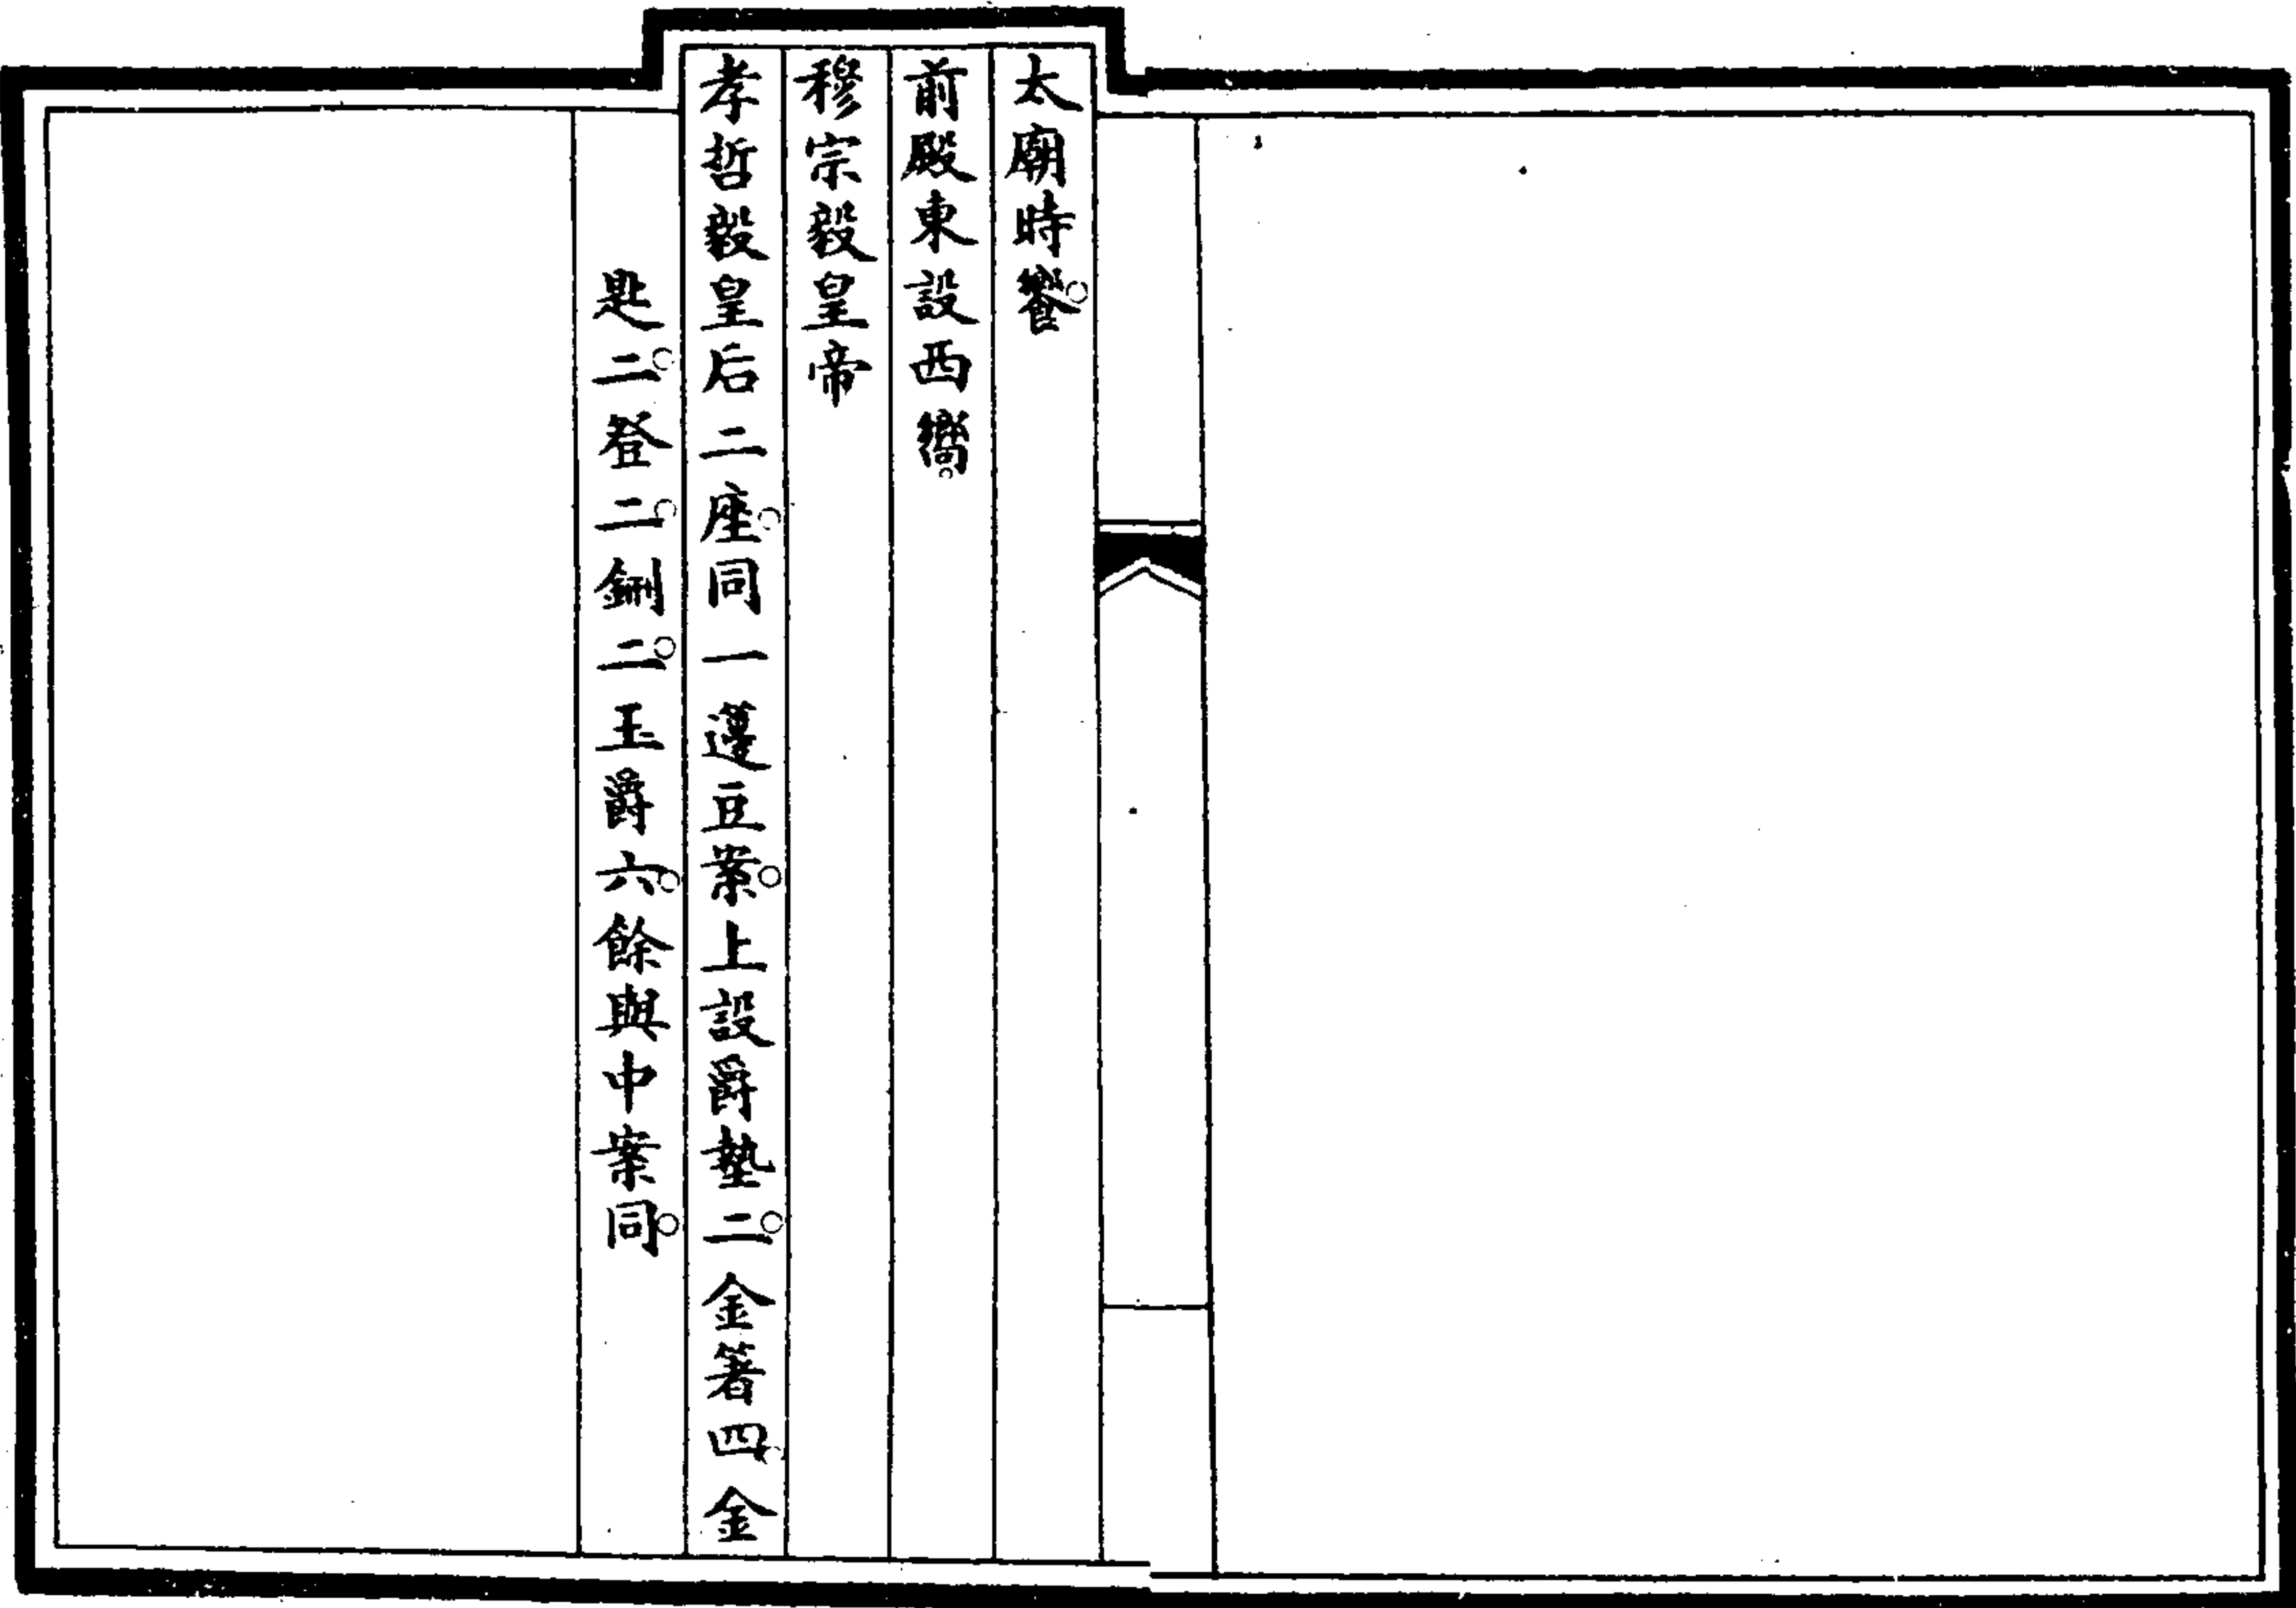 太廟時饗。
前殿東設西嚮。
穆宗毅皇帝
孝哲毅皇后二座。同一籩豆案。上設爵墊二。金箸四。金
匙二。登二。鉶二。玉爵六。餘與中案同。